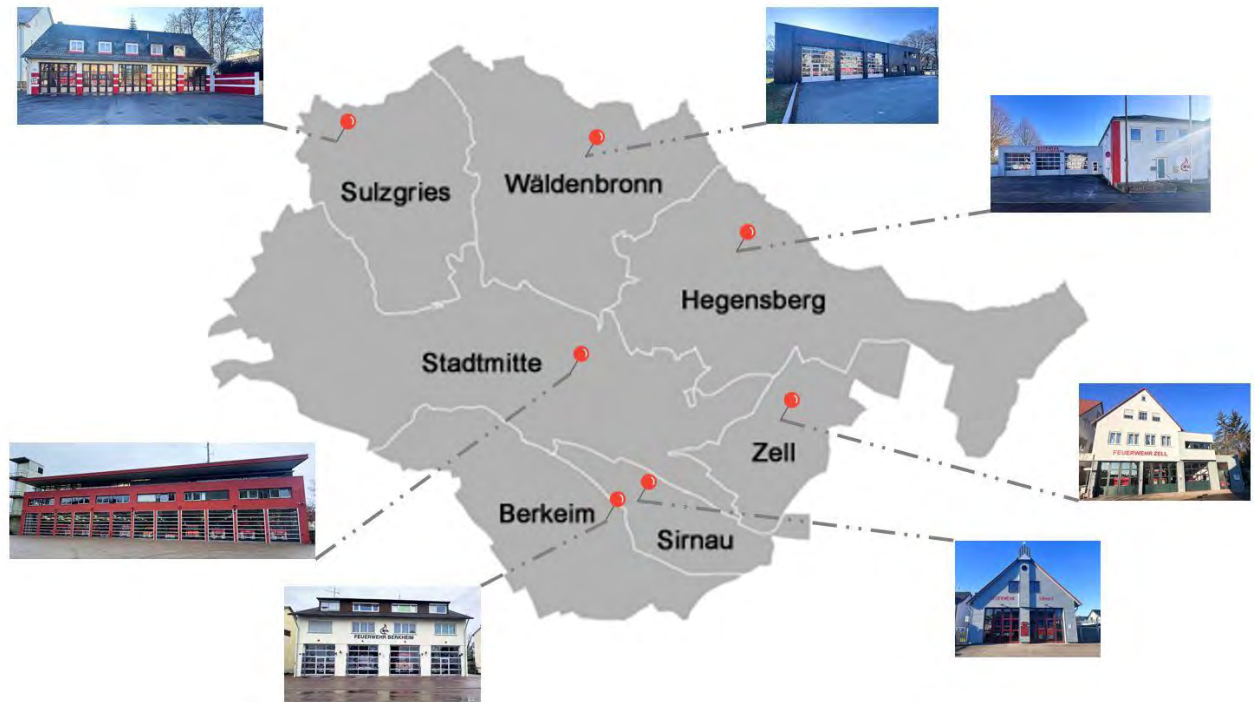 Sulzgries
Wäldenbronn
Hegensberg
Stadtmitte
Zell
FEUERWEHR ZELL
Berkeim
Sirnau
FEUERWEHR BERKHEIM